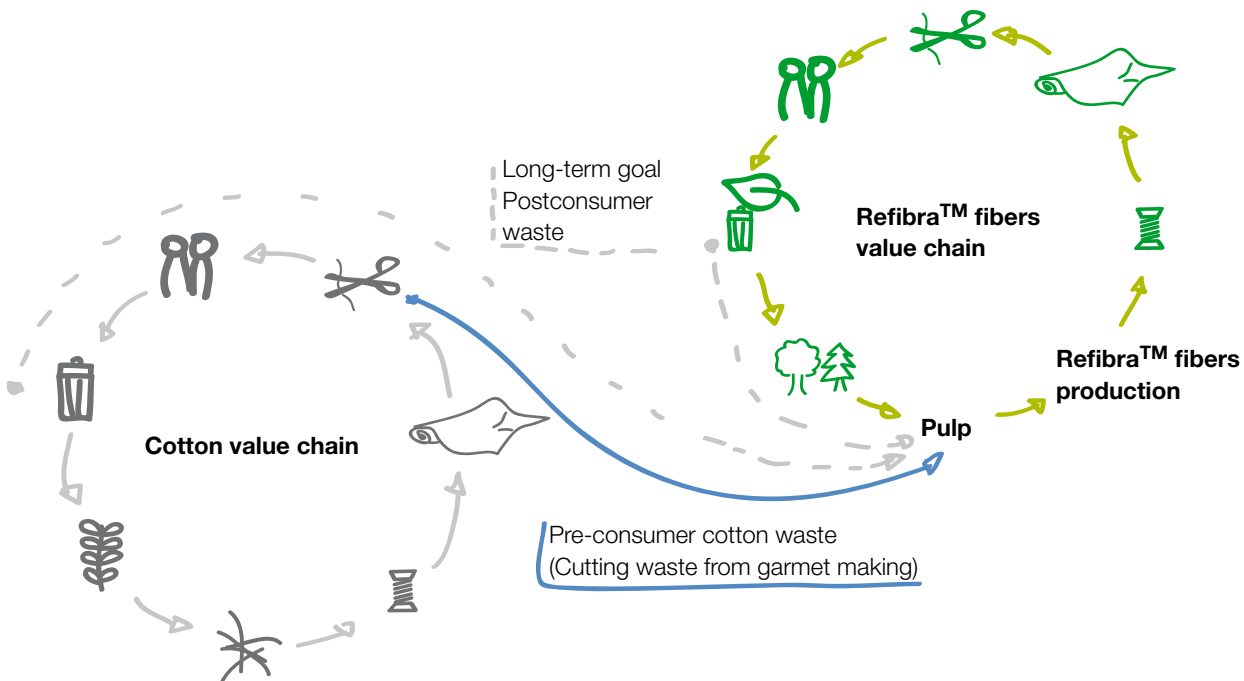 Long-term goal
Postconsumer
waste
Refibra™ fibers
value chain
Refibra™ fibers
production
Pulp
Cotton value chain
Pre-consumer cotton waste
(Cutting waste from garmet making)